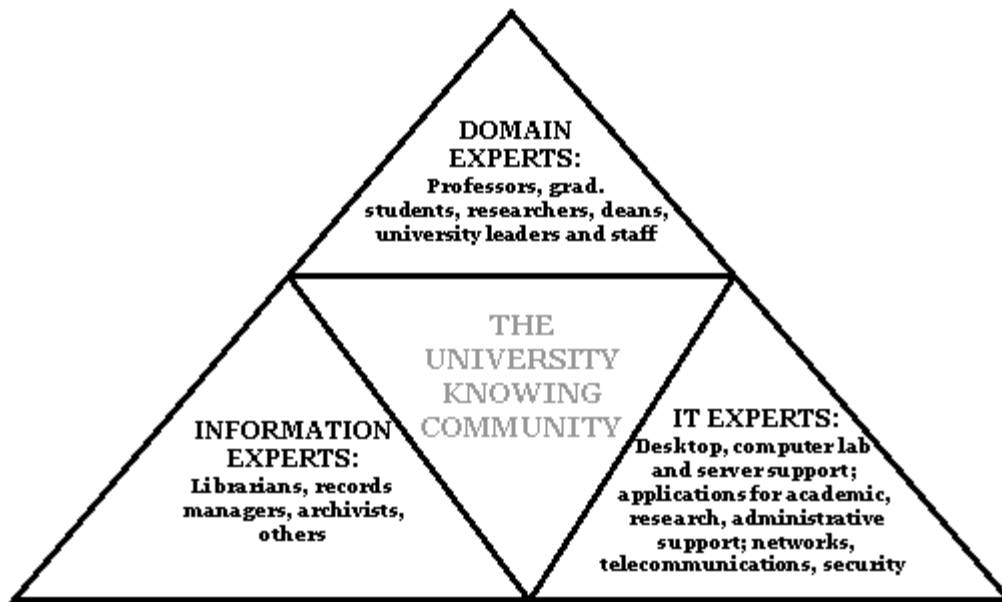 DOMAIN
EXPERTS:
Professors, grad.
students, researchers, deans,
university leaders and staff
THE
UNIVERSITY
KNOWING
COMMUNITY
INFORMATION
EXPERTS:
Librarians, records
managers, archivists,
others
IT EXPERTS:
Desktop, computer lab
and server support;
applications for academic,
research, administrative
support; networks,
telecommunications, security